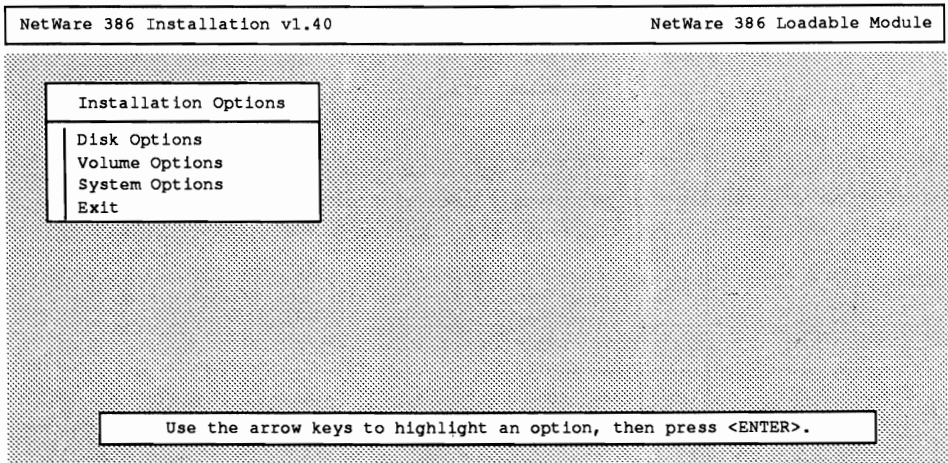 NetWare 386 Installation v1.40 NetWare 386 Loadable Module
Installation Options
Disk Options
Volume Options
System Options
Exit
Use the arrow keys to highlight an option, then press <ENTER>.